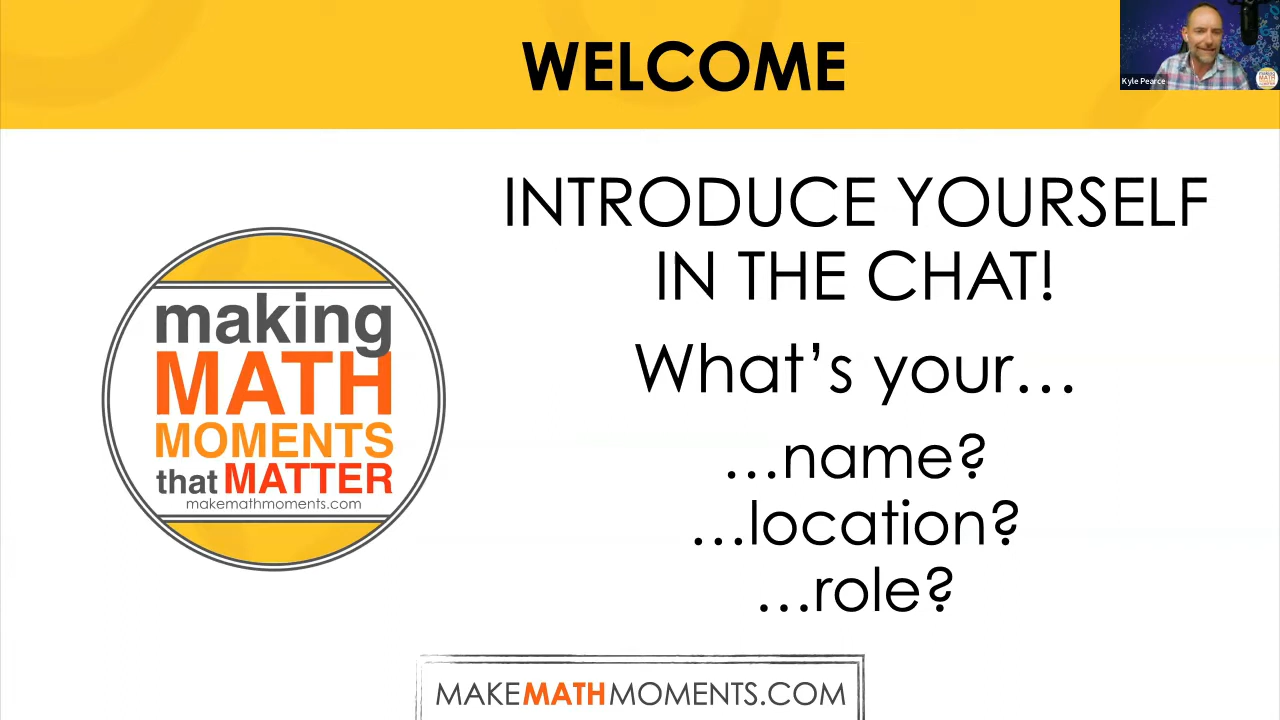 WELCOME
Kyle Pearce
INTRODUCE YOURSELF
IN THE CHAT!
What's your…
…name?
…location?
…role?
making
MATH
MOMENTS
that MATTER
makemathmoments.com
MAKEMATHMOMENTS.COM